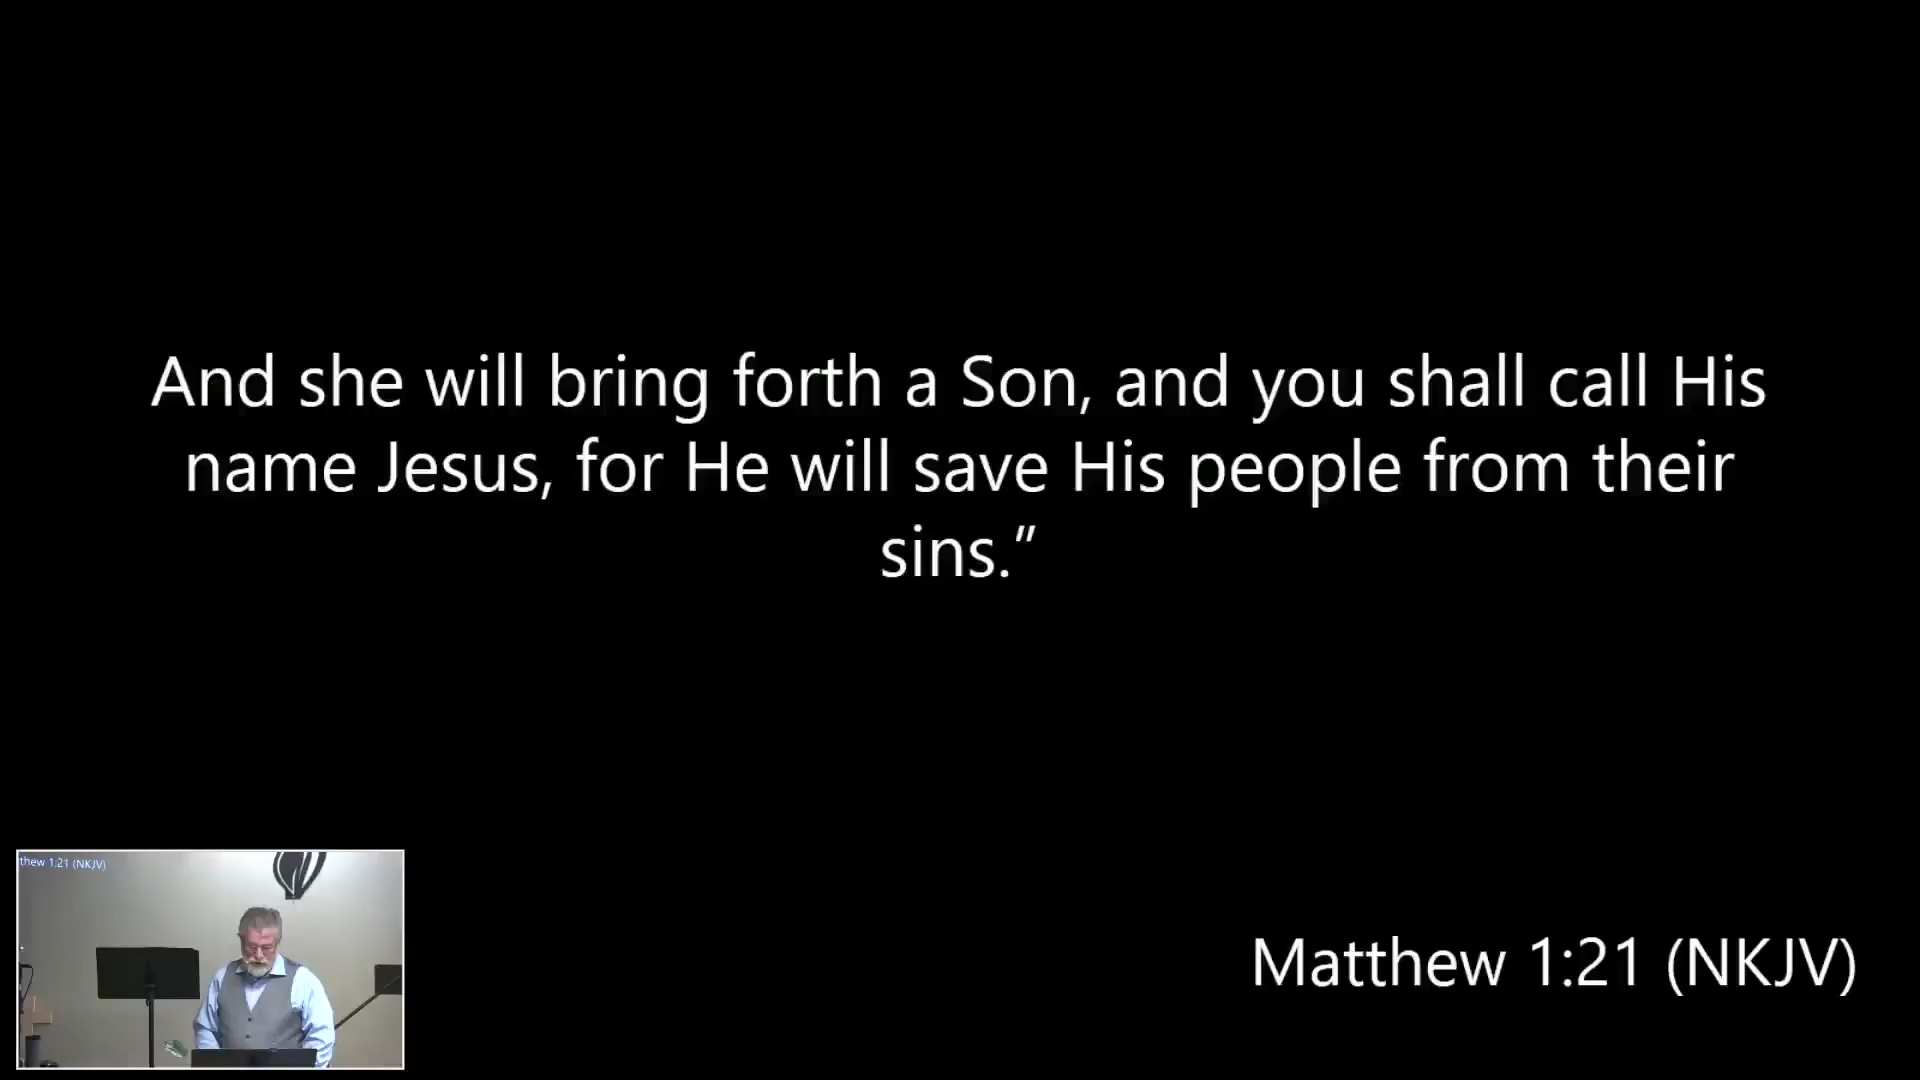 And she will bring forth a Son, and you shall call His
name Jesus, for He will save His people from their
sins.”
thew 1:21 (NKJV)
Matthew 1:21 (NKJV)